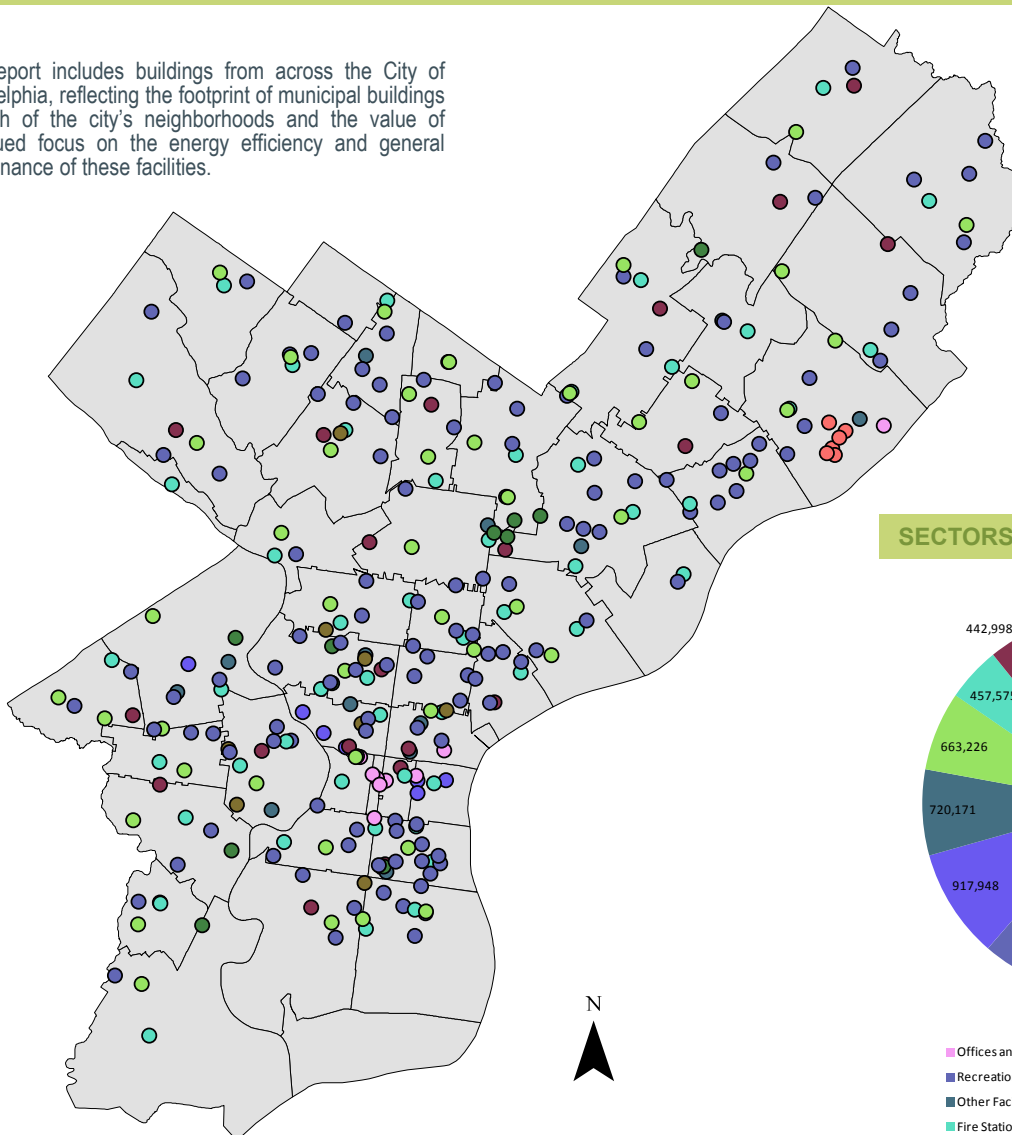 eport includes buildings from across the City of
elphia, reflecting the footprint of municipal buildings
h of the city's neighborhoods and the value of
ued focus on the energy efficiency and general
nance of these facilities.
SECTORS
442,998
457,575
663,226
720,171
917,948
N
Offices an
Recreatio
Other Fac
Fire Statio